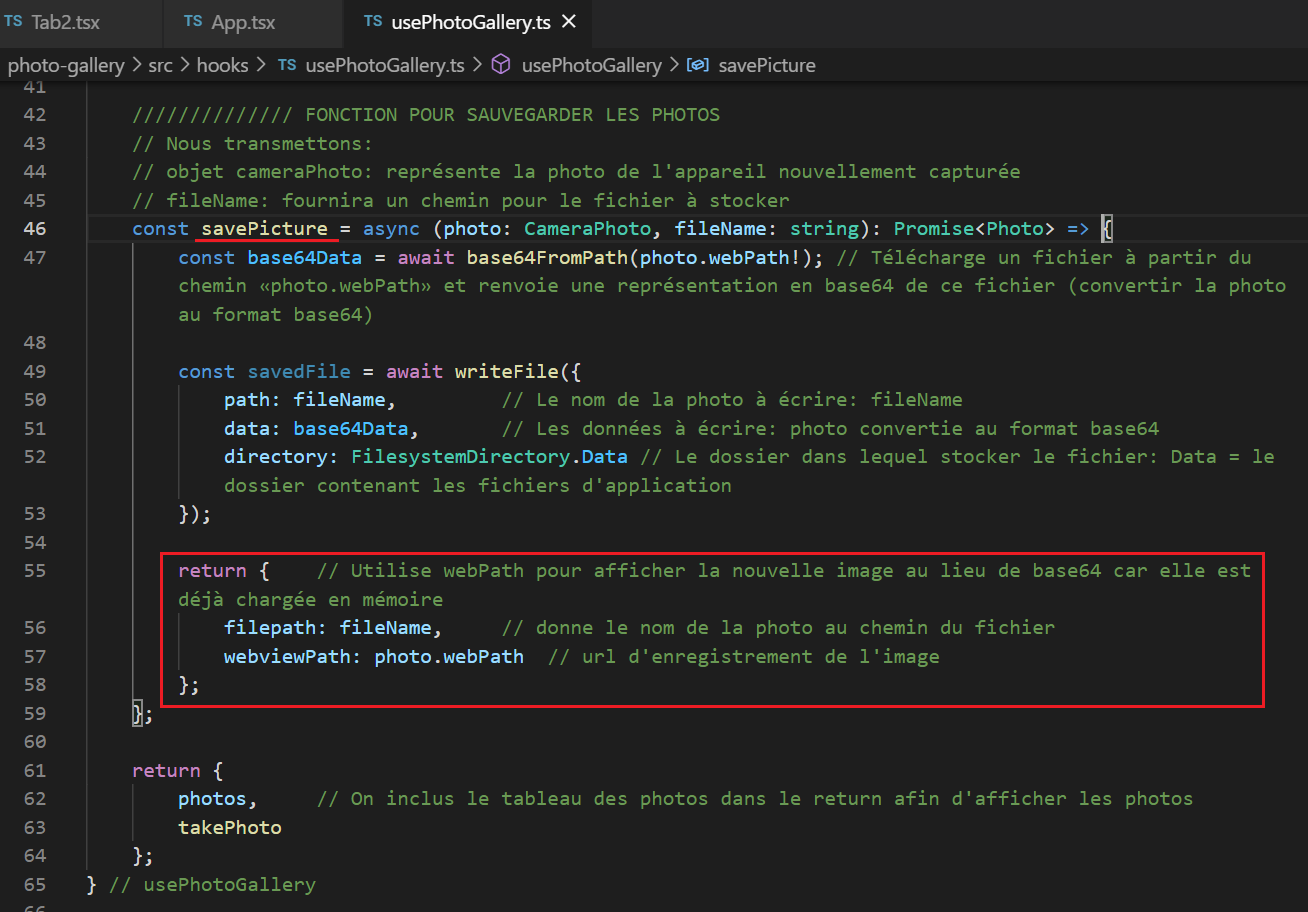 TS Tab2.tsx TS App.tsx TS usePhotoGallery.ts ×
photo-gallery > src > hooks > TS usePhotoGallery.ts > usePhotoGallery > savePicture
41
42 ////////////// FONCTION POUR SAUVEGARDER LES PHOTOS
43 // Nous transmettons:
44 // objet cameraPhoto: représente la photo de l'appareil nouvellement capturée
45 // fileName: fournira un chemin pour le fichier à stocker
46 const savePicture = async (photo: CameraPhoto, fileName: string): Promise<Photo> => {
47 const base64Data = await base64FromPath(photo.webPath!); // Télécharge un fichier à partir du
chemin «photo.webPath» et renvoie une représentation en base64 de ce fichier (convertir la photo
au format base64)
48
49 const savedFile = await writeFile({
50 path: fileName, // Le nom de la photo à écrire: fileName
51 data: base64Data, // Les données à écrire: photo convertie au format base64
52 directory: FilesystemDirectory.Data // Le dossier dans lequel stocker le fichier: Data = le
dossier contenant les fichiers d'application
53 });
54
55 return { // Utilise webPath pour afficher la nouvelle image au lieu de base64 car elle est
déjà chargée en mémoire
56 filepath: fileName, // donne le nom de la photo au chemin du fichier
57 webviewPath: photo.webPath // url d'enregistrement de l'image
58 };
59 };
60
61 return {
62 photos, // On inclus le tableau des photos dans le return afin d'afficher les photos
63 takePhoto
64 };
65 } // usePhotoGallery
66